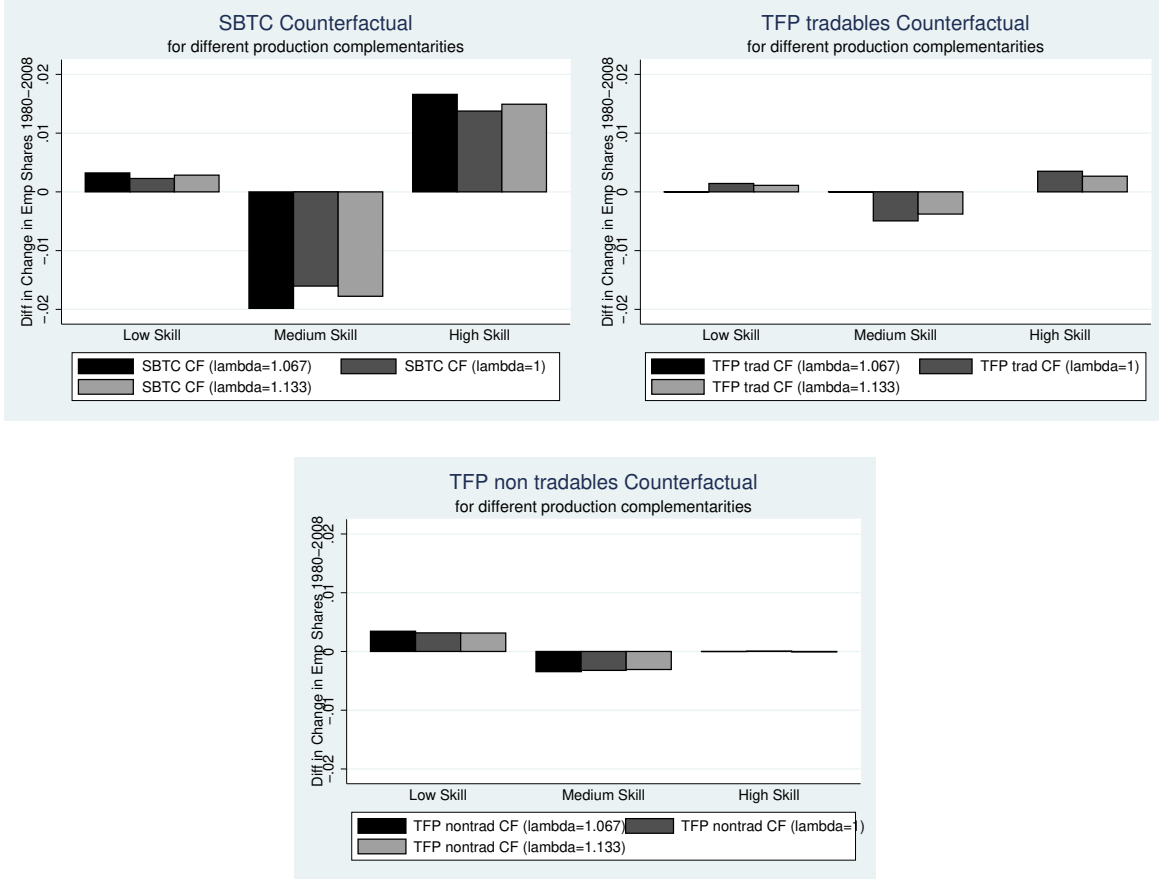 SBTC Counterfactual
for different production complementarities
Diff in Change in Emp Shares 1980−2008
.02
.01
0
−.01
−.02
Low Skill Medium Skill High Skill
SBTC CF (lambda=1.067) SBTC CF (lambda=1)
SBTC CF (lambda=1.133)
TFP tradables Counterfactual
for different production complementarities
Diff in Change in Emp Shares 1980−2008
.02
.01
0
−.01
−.02
Low Skill Medium Skill High Skill
TFP trad CF (lambda=1.067) TFP trad CF (lambda=1)
TFP trad CF (lambda=1.133)
TFP non tradables Counterfactual
for different production complementarities
Diff in Change in Emp Shares 1980−2008
.02
.01
0
−.01
−.02
Low Skill Medium Skill High Skill
TFP nontrad CF (lambda=1.067) TFP nontrad CF (lambda=1)
TFP nontrad CF (lambda=1.133)